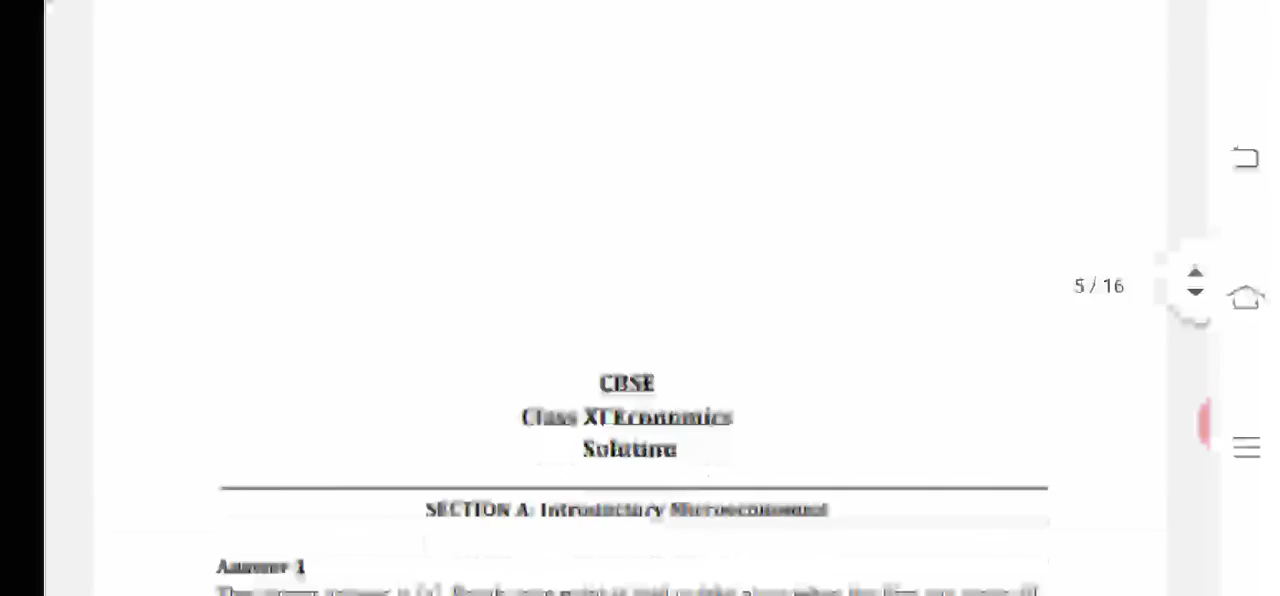 5 / 16
CBSE
Class XI Economics
Solution
SECTION A: Introductory Microeconomics
Answer 1